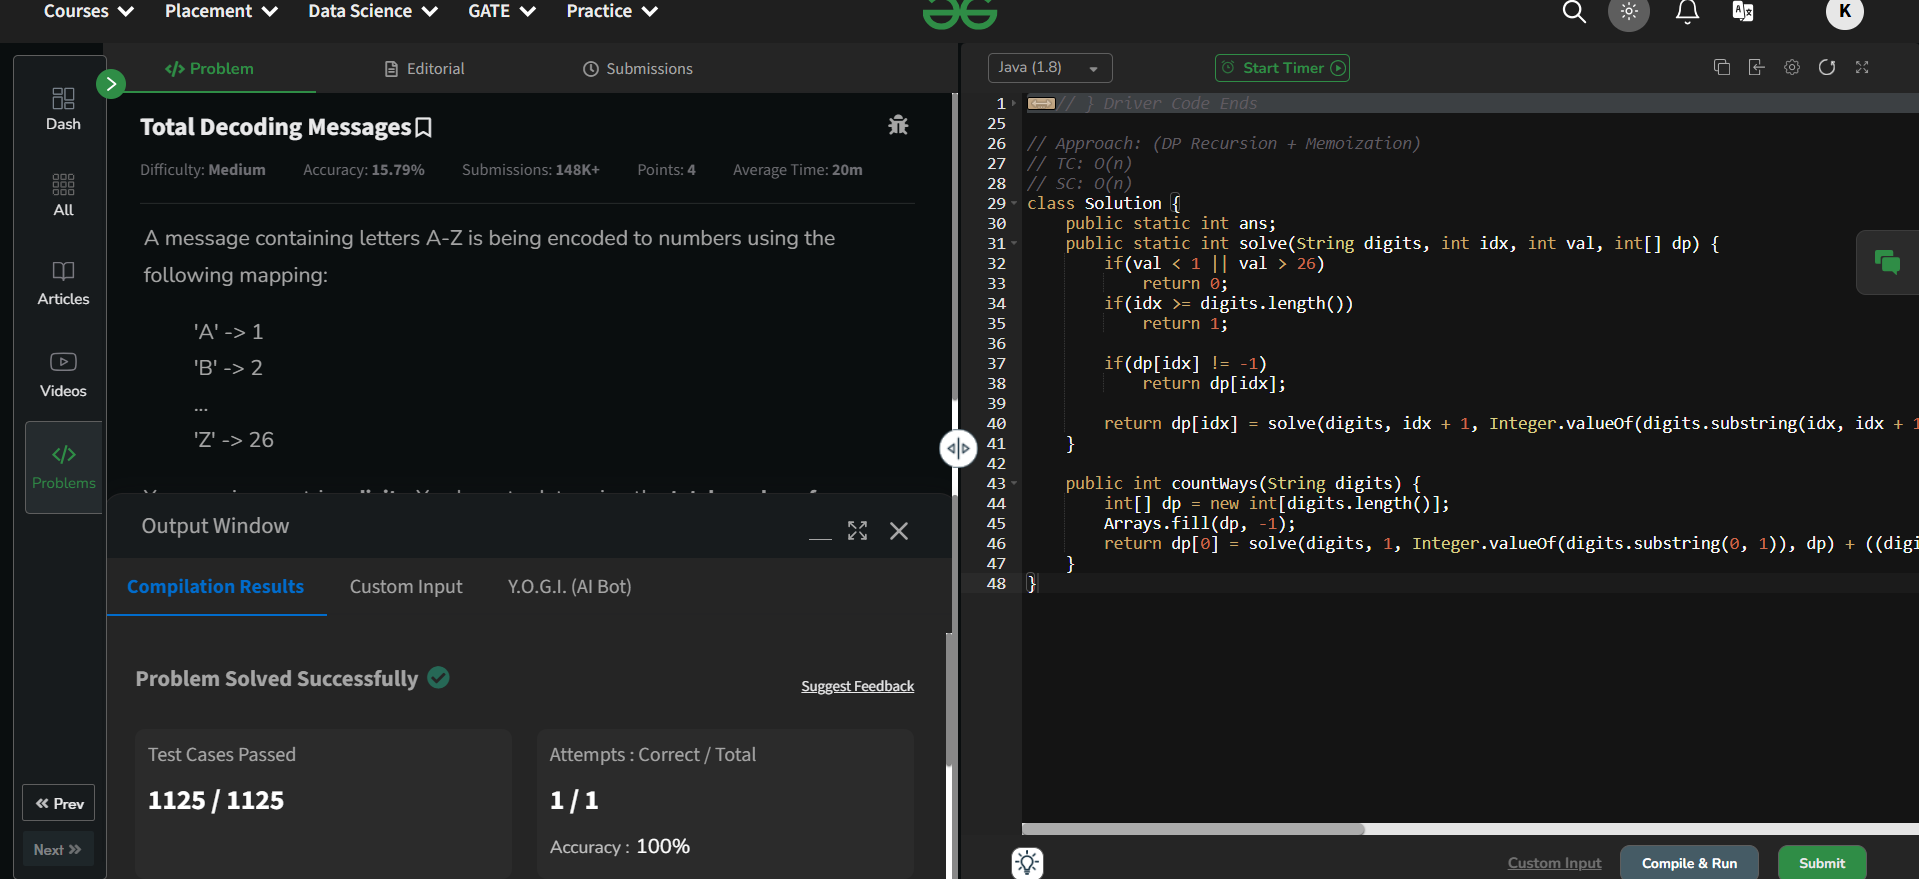 Courses Placement Data Science GATE Practice
K
Dash
All
Articles
Videos
</> Problems
Prev
Next
</> Problem Editorial Submissions
Total Decoding Messages
Difficulty: Medium Accuracy: 15.79% Submissions: 148K+ Points: 4 Average Time: 20m
A message containing letters A-Z is being encoded to numbers using the
following mapping:
'A' -> 1
'B' -> 2
...
'Z' -> 26
Output Window
Compilation Results Custom Input Y.O.G.I. (AI Bot)
Problem Solved Successfully
Suggest Feedback
Test Cases Passed
1125 / 1125
Attempts : Correct / Total
1 / 1
Accuracy : 100%
Java (1.8)
Start Timer
1 // } Driver Code Ends
25
26 // Approach: (DP Recursion + Memoization)
27 // TC: O(n)
28 // SC: O(n)
29 class Solution {
30 public static int ans;
31 public static int solve(String digits, int idx, int val, int[] dp) {
32 if(val < 1 || val > 26)
33 return 0;
34 if(idx >= digits.length())
35 return 1;
36
37 if(dp[idx] != -1)
38 return dp[idx];
39
40 return dp[idx] = solve(digits, idx + 1, Integer.valueOf(digits.substring(idx, idx + 1
41 }
42
43 public int countWays(String digits) {
44 int[] dp = new int[digits.length()];
45 Arrays.fill(dp, -1);
46 return dp[0] = solve(digits, 1, Integer.valueOf(digits.substring(0, 1)), dp) + ((digi
47 }
48 }
Custom Input Compile & Run Submit